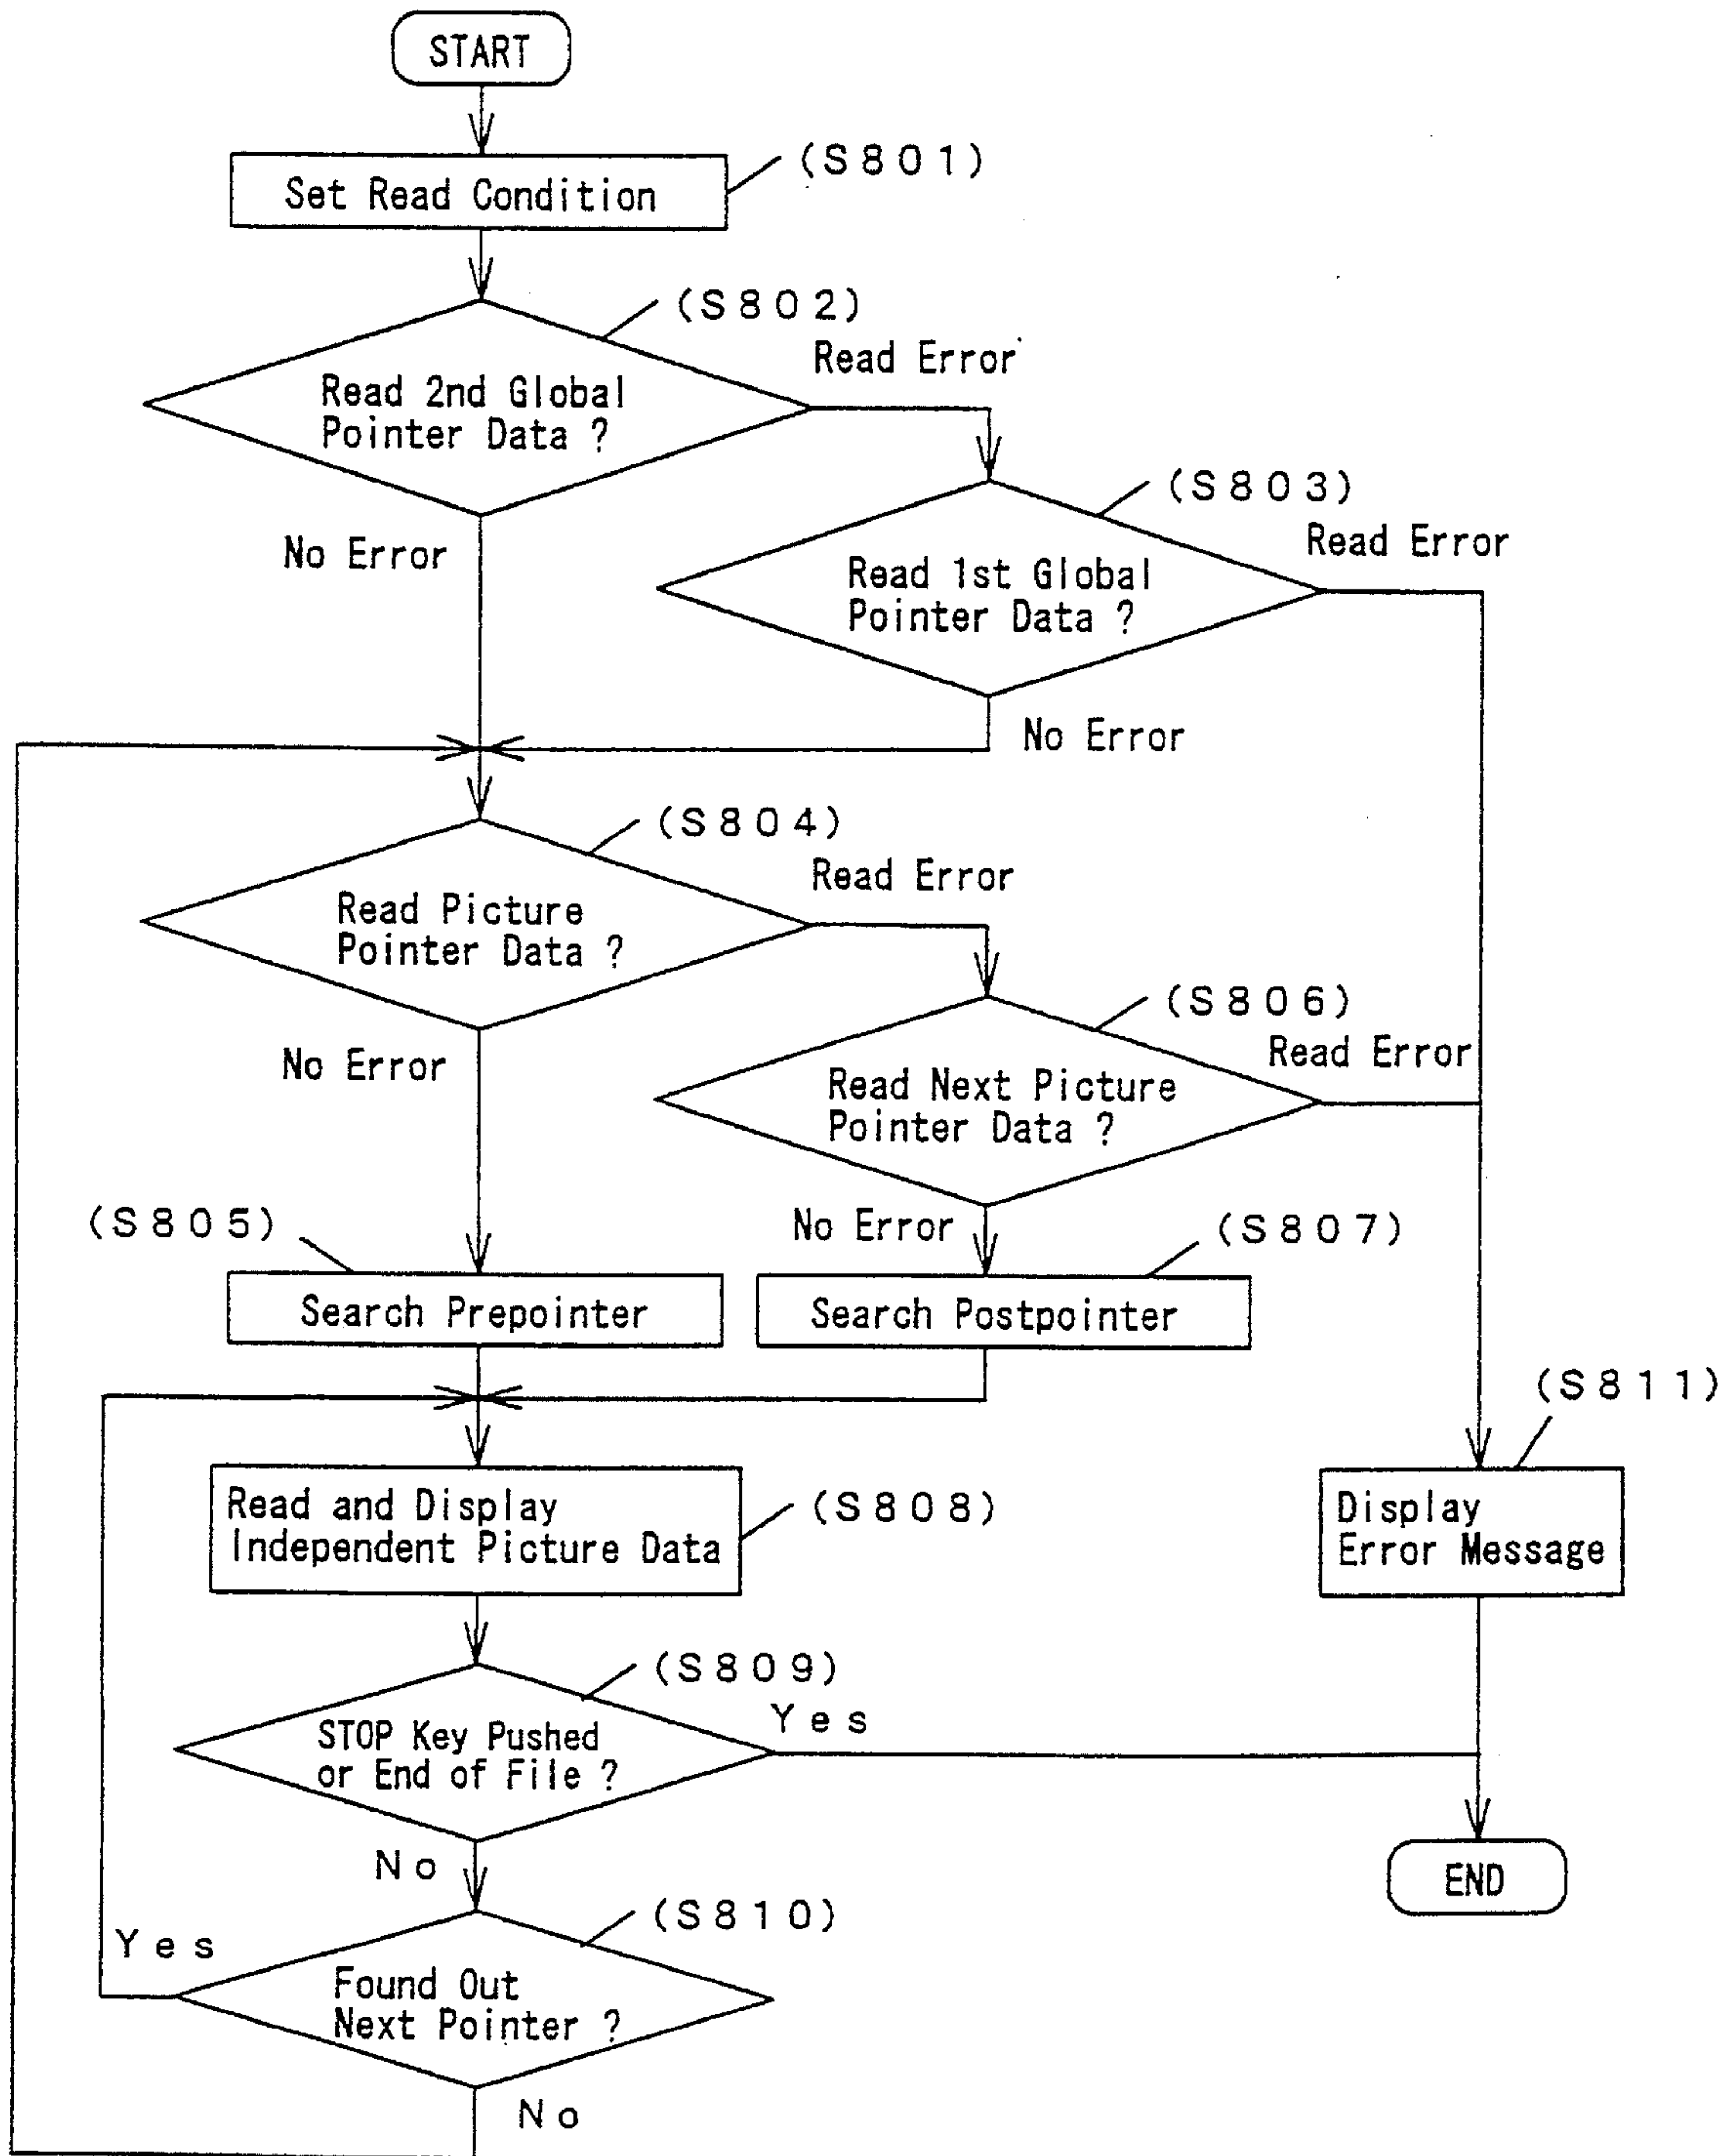 START
(S801)
Set Read Condition
(S802)
Read Error
Read 2nd Global
Pointer Data ?
(S803)
No Error
Read Error
Read 1st Global
Pointer Data ?
No Error
(S804)
Read Error
Read Picture
Pointer Data ?
(S806)
No Error
Read Error
Read Next Picture
Pointer Data ?
(S805)
No Error
(S807)
Search Prepointer
Search Postpointer
(S811)
Read and Display
Independent Picture Data
(S808)
Display
Error Message
(S809)
Yes
STOP Key Pushed
or End of File ?
No
END
(S810)
Yes
Found Out
Next Pointer ?
No